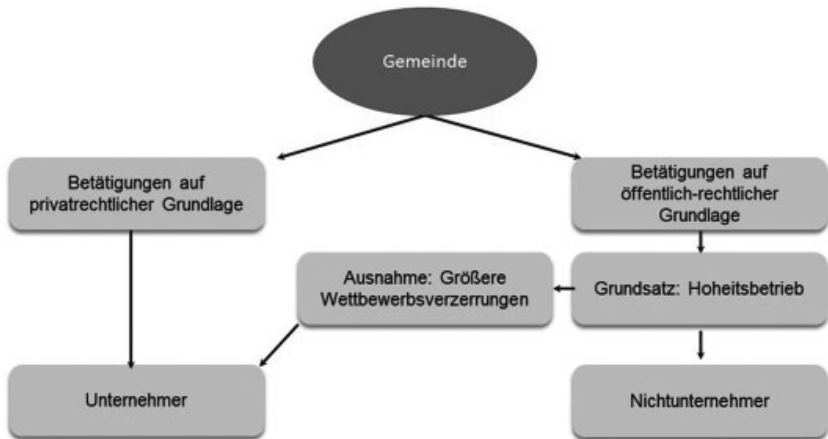 Gemeinde
Betätigungen auf
privatrechtlicher Grundlage
Betätigungen auf
öffentlich-rechtlicher
Grundlage
Ausnahme: Größere
Wettbewerbsverzerrungen
Grundsatz: Hoheitsbetrieb
Unternehmer
Nichtunternehmer